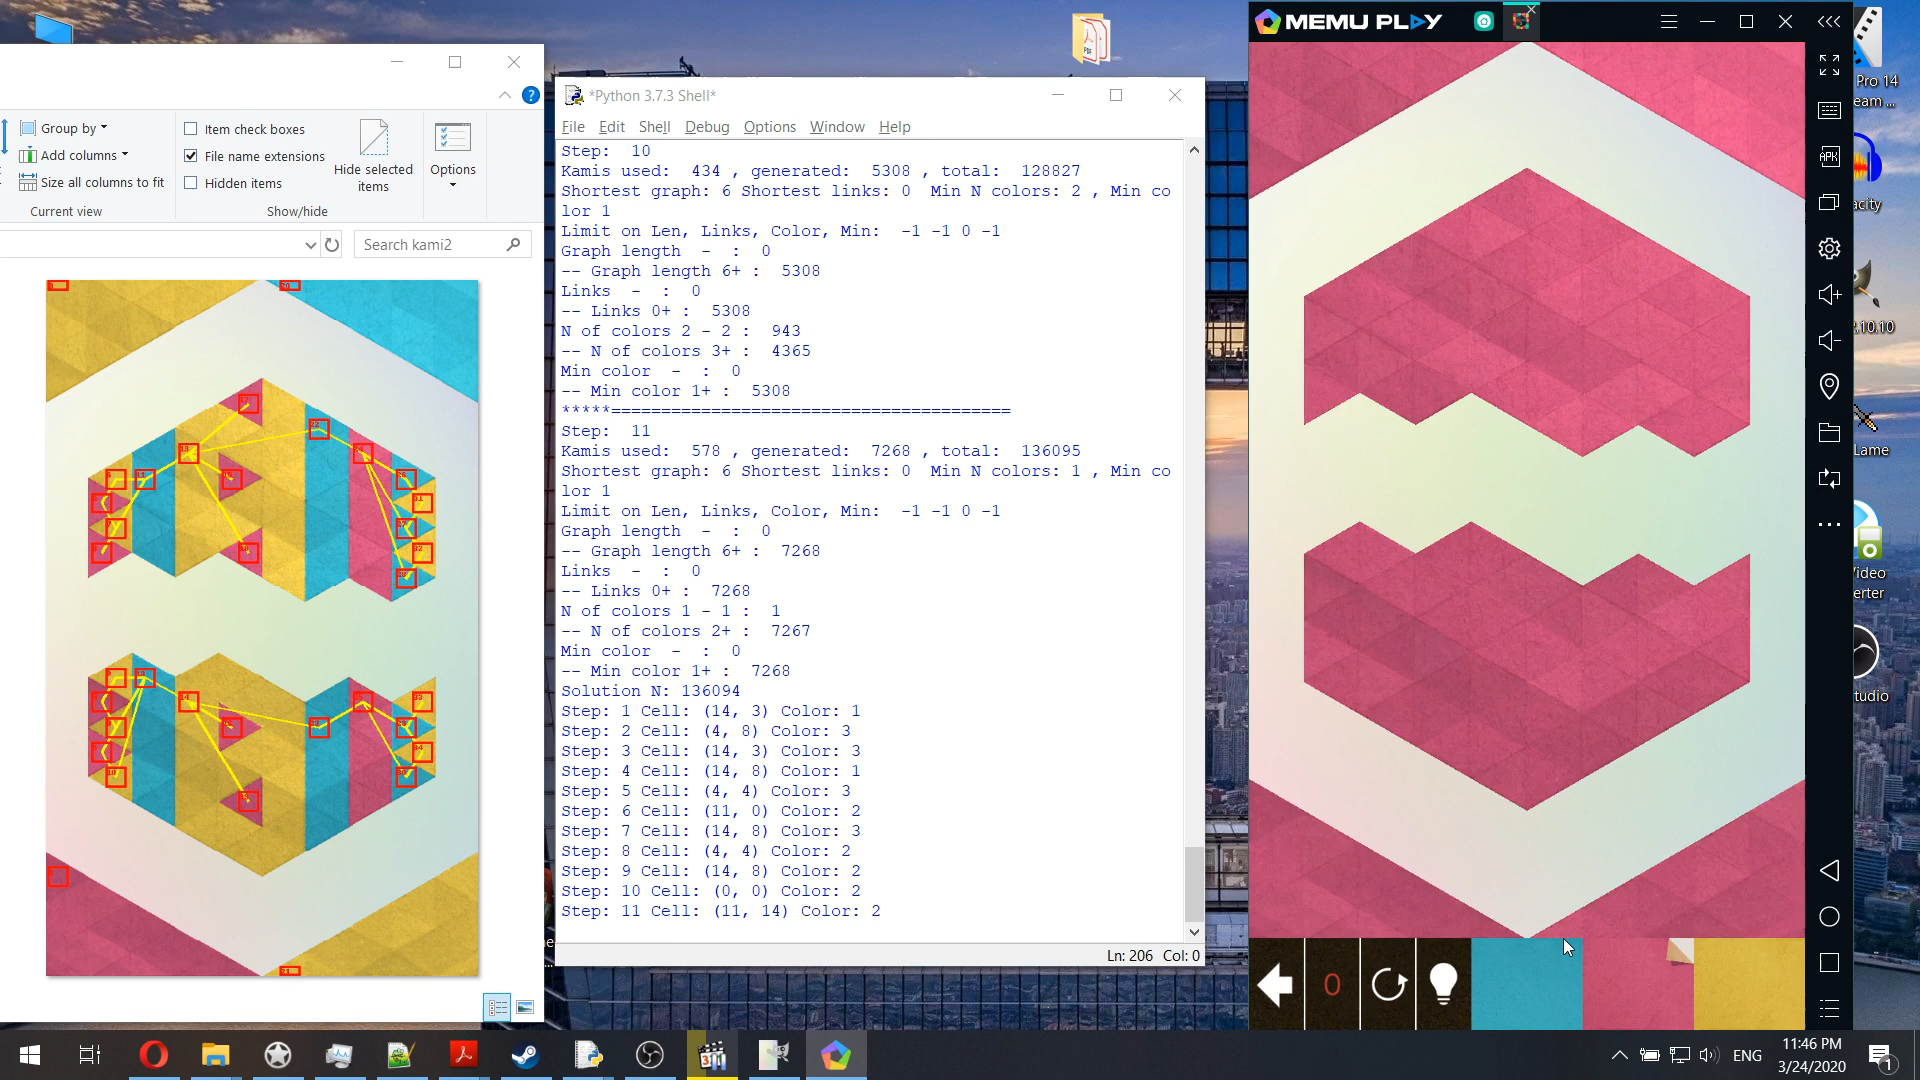 Group by
Add columns
Size all columns to fit
Current view
Item check boxes
File name extensions
Hidden items
Show/hide
Hide selected
items
Options
Search kami2
*Python 3.7.3 Shell*
File Edit Shell Debug Options Window Help
Step:  10
Kamis used:  434 , generated:  5308 , total:  128827
Shortest graph: 6 Shortest links: 0  Min N colors: 2 , Min co
lor 1
Limit on Len, Links, Color, Min:  -1 -1 0 -1
Graph length  -  :  0
-- Graph length 6+ :  5308
Links  -  :  0
-- Links 0+ :  5308
N of colors 2 - 2 :  943
-- N of colors 3+ :  4365
Min color  -  :  0
-- Min color 1+ :  5308
*****========================================
Step:  11
Kamis used:  578 , generated:  7268 , total:  136095
Shortest graph: 6 Shortest links: 0  Min N colors: 1 , Min co
lor 1
Limit on Len, Links, Color, Min:  -1 -1 0 -1
Graph length  -  :  0
-- Graph length 6+ :  7268
Links  -  :  0
-- Links 0+ :  7268
N of colors 1 - 1 :  1
-- N of colors 2+ :  7267
Min color  -  :  0
-- Min color 1+ :  7268
Solution N: 136094
Step: 1 Cell: (14, 3) Color: 1
Step: 2 Cell: (4, 8) Color: 3
Step: 3 Cell: (14, 3) Color: 3
Step: 4 Cell: (14, 8) Color: 1
Step: 5 Cell: (4, 4) Color: 3
Step: 6 Cell: (11, 0) Color: 2
Step: 7 Cell: (14, 8) Color: 3
Step: 8 Cell: (4, 4) Color: 2
Step: 9 Cell: (14, 8) Color: 2
Step: 10 Cell: (0, 0) Color: 2
Step: 11 Cell: (11, 14) Color: 2
Ln: 206 Col: 0
MEMU PLAY
APK
0
Pro 14
eam ...
acity
2.10.10
Lame
Video
erter
tudio
PDF
ENG
11:46 PM
3/24/2020
1